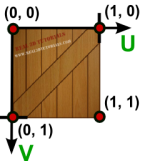 (0, 0)
(1, 0)
U
(1, 1)
(0, 1)
V